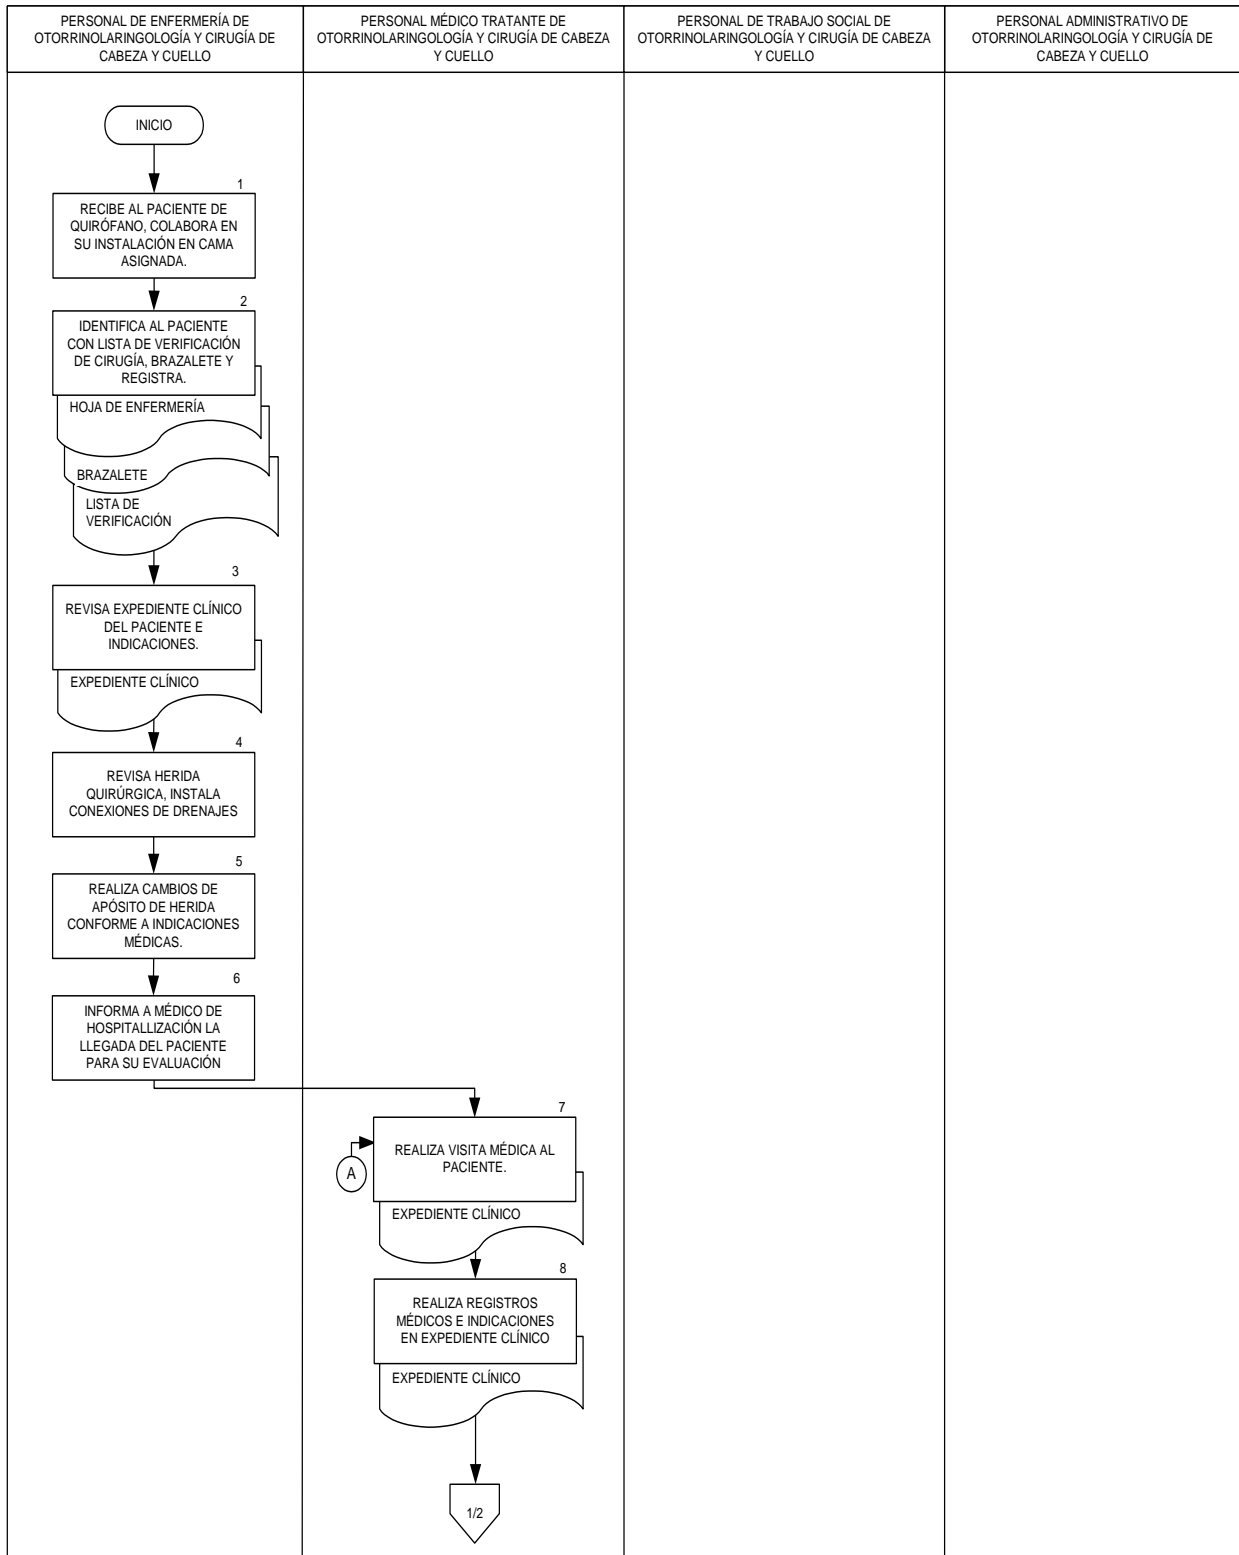 PERSONAL DE ENFERMERÍA DE
OTORRINOLARINGOLOGÍA Y CIRUGÍA DE
CABEZA Y CUELLO
PERSONAL MÉDICO TRATANTE DE
OTORRINOLARINGOLOGÍA Y CIRUGÍA DE CABEZA
Y CUELLO
PERSONAL DE TRABAJO SOCIAL DE
OTORRINOLARINGOLOGÍA Y CIRUGÍA DE CABEZA
Y CUELLO
PERSONAL ADMINISTRATIVO DE
OTORRINOLARINGOLOGÍA Y CIRUGÍA DE
CABEZA Y CUELLO
INICIO
1
RECIBE AL PACIENTE DE
QUIRÓFANO, COLABORA EN
SU INSTALACIÓN EN CAMA
ASIGNADA.
2
IDENTIFICA AL PACIENTE
CON LISTA DE VERIFICACIÓN
DE CIRUGÍA, BRAZALETE Y
REGISTRA.
HOJA DE ENFERMERÍA
BRAZALETE
LISTA DE
VERIFICACIÓN
3
REVISA EXPEDIENTE CLÍNICO
DEL PACIENTE E
INDICACIONES.
EXPEDIENTE CLÍNICO
4
REVISA HERIDA
QUIRÚRGICA, INSTALA
CONEXIONES DE DRENAJES
5
REALIZA CAMBIOS DE
APÓSITO DE HERIDA
CONFORME A INDICACIONES
MÉDICAS.
6
INFORMA A MÉDICO DE
HOSPITALLIZACIÓN LA
LLEGADA DEL PACIENTE
PARA SU EVALUACIÓN
7
A
REALIZA VISITA MÉDICA AL
PACIENTE.
EXPEDIENTE CLÍNICO
8
REALIZA REGISTROS
MÉDICOS E INDICACIONES
EN EXPEDIENTE CLÍNICO
EXPEDIENTE CLÍNICO
1/2